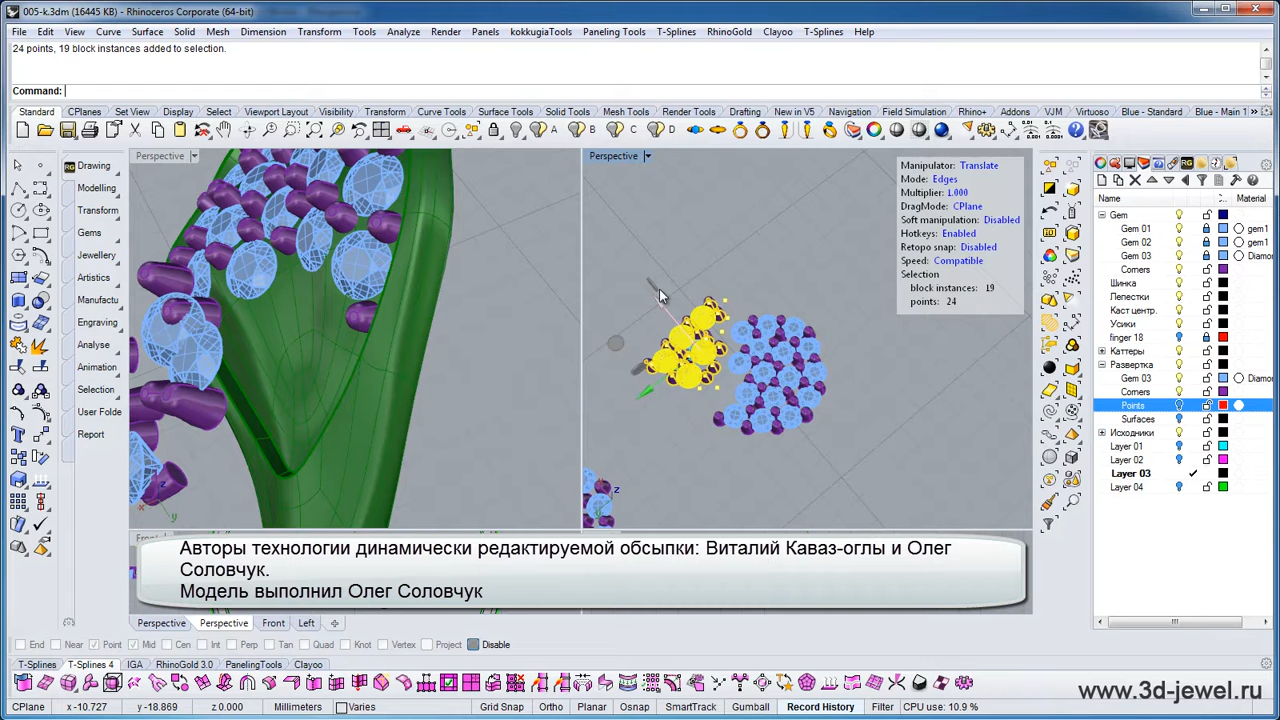 005-k.3dm (16445 KB) - Rhinoceros Corporate (64-bit)
File Edit View Curve Surface Solid Mesh Dimension Transform Tools Analyze Render Panels kokkugiaTools Paneling Tools T-Splines RhinoGold Clayoo T-Splines Help
24 points, 19 block instances added to selection.
Command:
Standard CPlanes Set View Display Select Viewport Layout Visibility Transform Curve Tools Surface Tools Solid Tools Mesh Tools Render Tools Drafting New in V5 Navigation Field Simulation Rhino+ Addons VJM Virtuoso Blue - Standard Blue - Main 1
A B C D
Perspective
Perspective
Drawing
Modelling
Transform
Gems
Jewellery
Artistics
Manufactu
Engraving
Analyse
Animation
Selection
User Folde
Report
Manipulator: Translate
Mode: Edges
Multiplier: 1.000
DragMode: CPlane
Soft manipulation: Disabled
Hotkeys: Enabled
Retopo snap: Disabled
Speed: Compatible
Selection
block instances: 19
points: 24
Name Material
Gem
Gem 01 gem1
Gem 02 gem1
Gem 03 Diamo
Corners
Шинка
Лепестки
Каст центр.
Усики
finger 18
Каттеры
Развертка
Gem 03 Diamo
Corners
Points
Surfaces
Исходники
Layer 01
Layer 02
Layer 03
Layer 04
z
y
x
z
Авторы технологии динамически редактируемой обсыпки: Виталий Каваз-оглы и Олег
Соловчук.
Модель выполнил Олег Соловчук
Perspective Perspective Front Left
End Near Point Mid Cen Int Perp Tan Quad Knot Vertex Project Disable
T-Splines T-Splines 4 IGA RhinoGold 3.0 PanelingTools Clayoo
CPlane x -10.727 y -18.869 z 0.000 Millimeters Varies Grid Snap Ortho Planar Osnap SmartTrack Gumball Record History Filter CPU use: 10.9 %
www.3d-jewel.ru